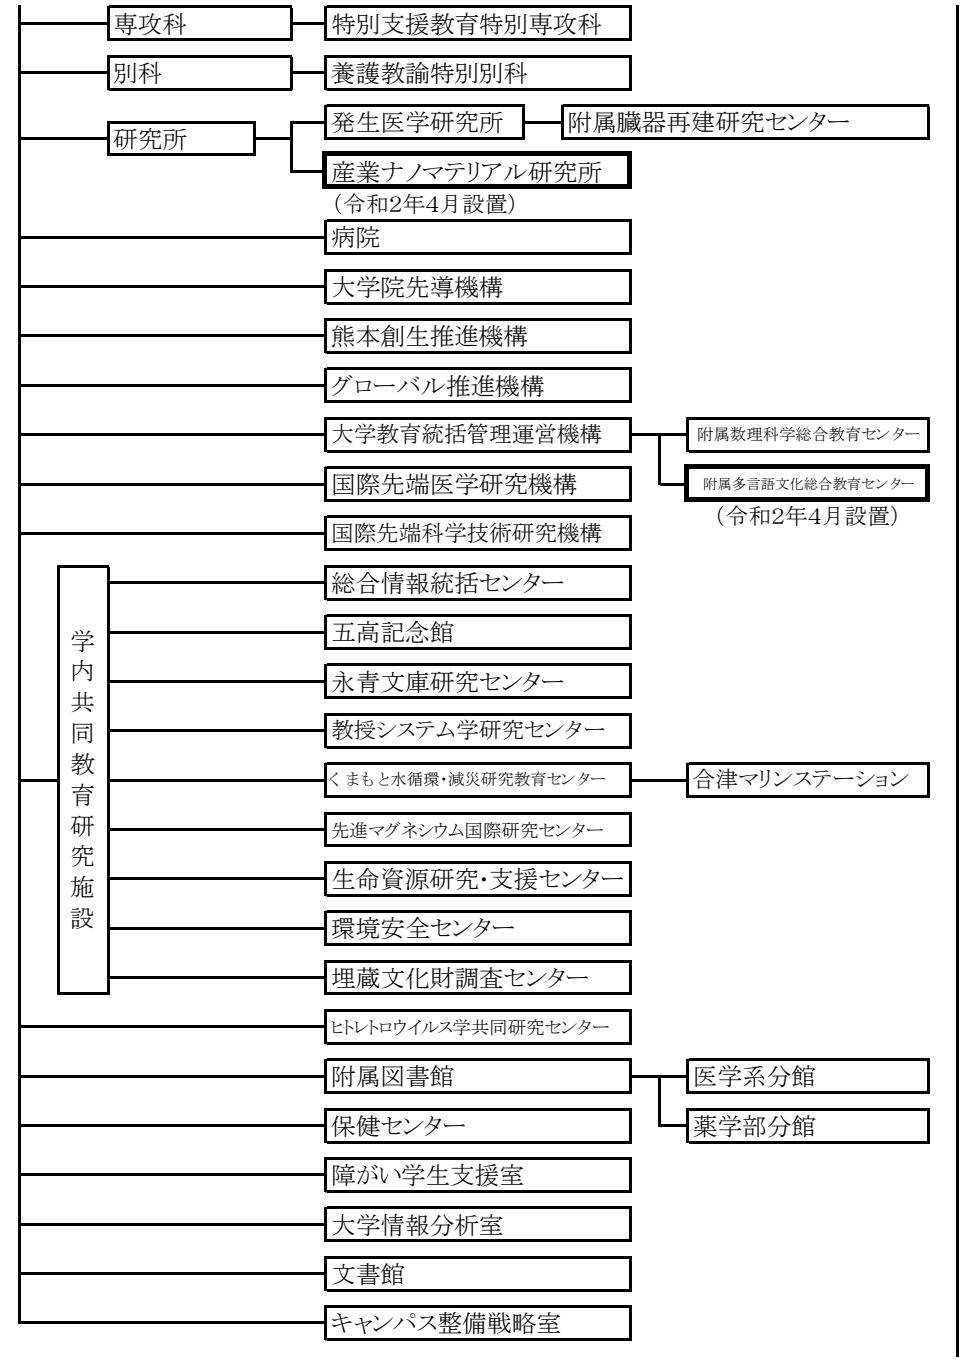 専攻科
特別支援教育特別専攻科
別科
養護教諭特別別科
研究所
発生医学研究所
附属臓器再建研究センター
産業ナノマテリアル研究所
（令和2年4月設置）
病院
大学院先導機構
熊本創生推進機構
グローバル推進機構
大学教育統括管理運営機構
附属数理科学総合教育センター
附属多言語文化総合教育センター
（令和2年4月設置）
国際先端医学研究機構
国際先端科学技術研究機構
学内共同教育研究施設
総合情報統括センター
五高記念館
永青文庫研究センター
教授システム学研究センター
くまもと水循環・減災研究教育センター
合津マリンステーション
先進マグネシウム国際研究センター
生命資源研究・支援センター
環境安全センター
埋蔵文化財調査センター
ヒトレトロウイルス学共同研究センター
附属図書館
医学系分館
薬学部分館
保健センター
障がい学生支援室
大学情報分析室
文書館
キャンパス整備戦略室